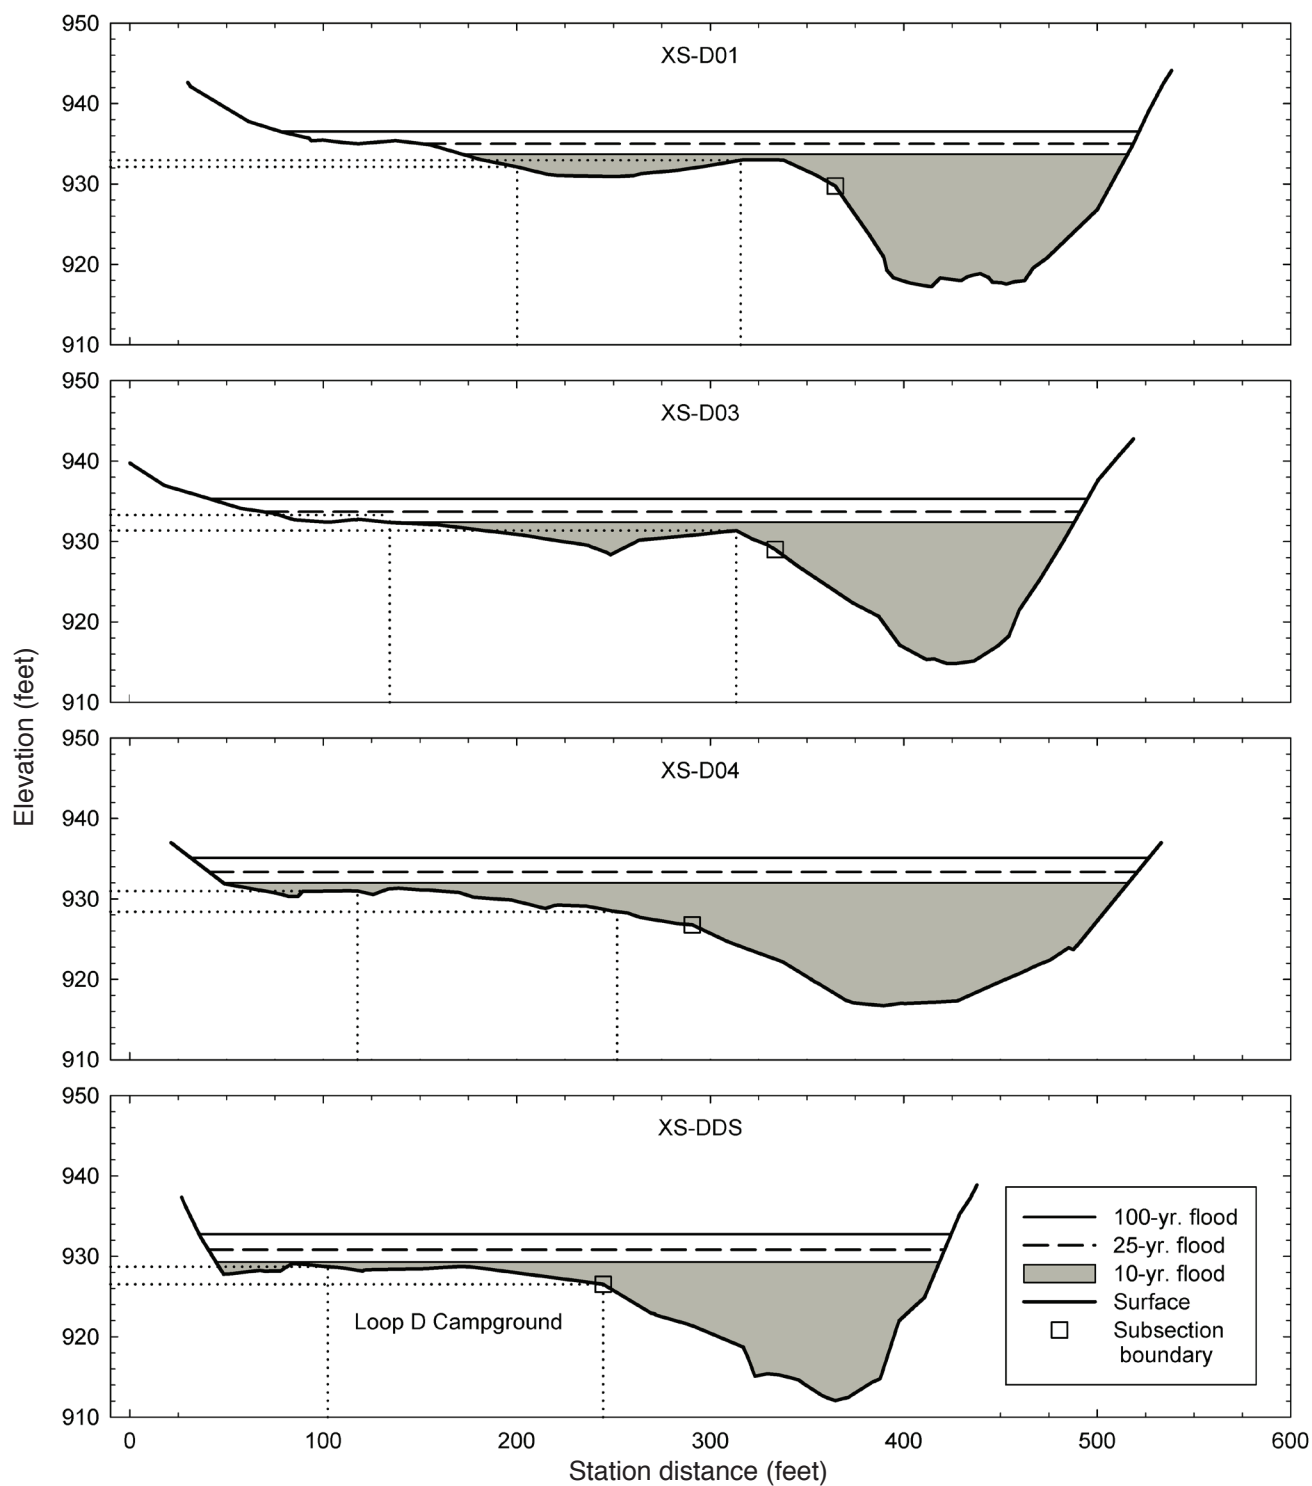 950
XS-D01
940
930
920
910
950
XS-D03
940
930
920
910
Elevation (feet)
950
XS-D04
940
930
920
910
950
XS-DDS
940
930
920
910
Loop D Campground
100-yr. flood
25-yr. flood
10-yr. flood
Surface
Subsection
boundary
0 100 200 300 400 500 600
Station distance (feet)